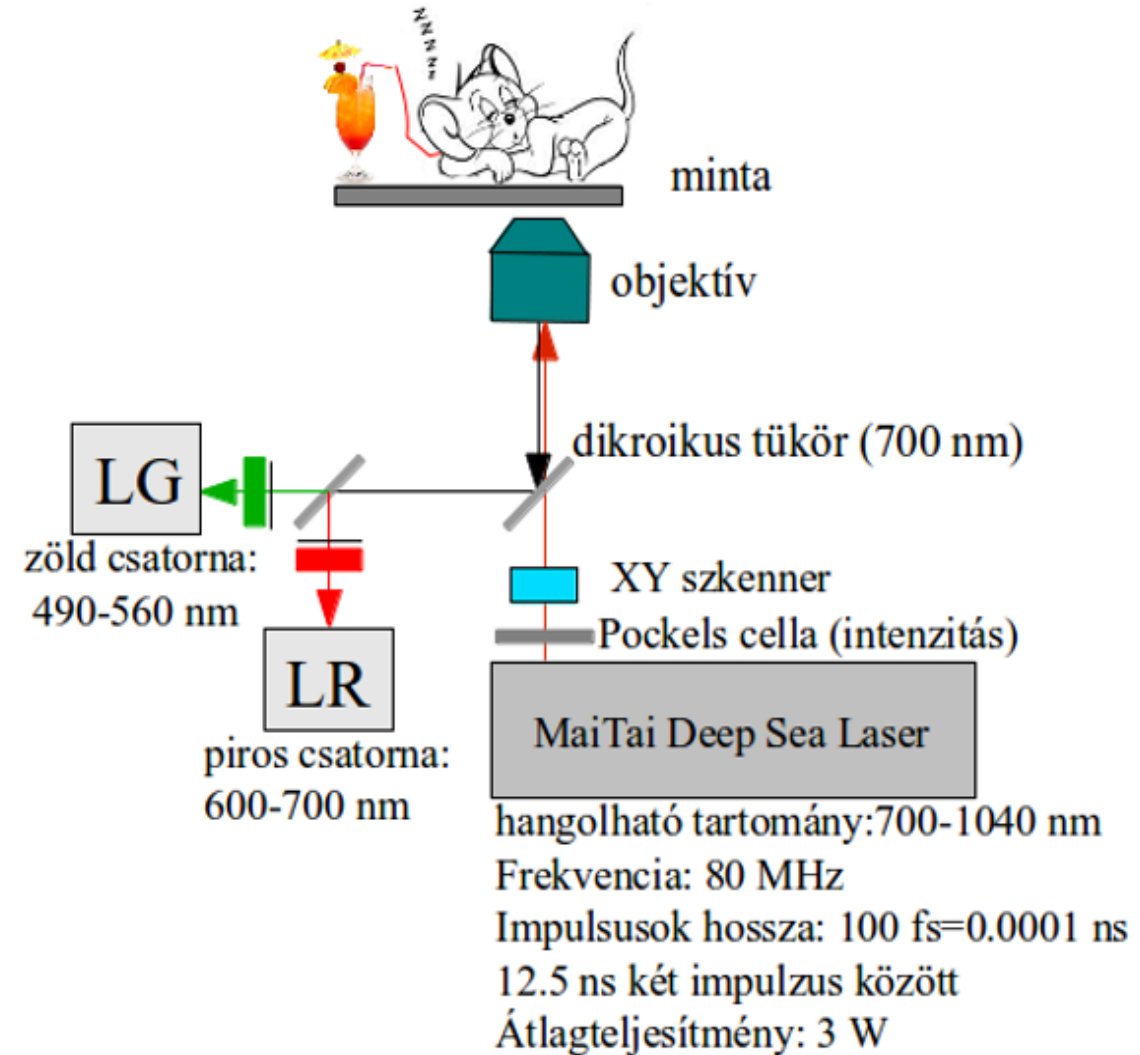 zzzzz
minta
objektív
dikroikus tükör (700 nm)
LG
zöld csatorna:
490-560 nm
XY szkenner
Pockels cella (intenzitás)
LR
piros csatorna:
600-700 nm
MaiTai Deep Sea Laser
hangolható tartomány:700-1040 nm
Frekvencia: 80 MHz
Impulsusok hossza: 100 fs=0.0001 ns
12.5 ns két impulzus között
Átlagteljesítmény: 3 W